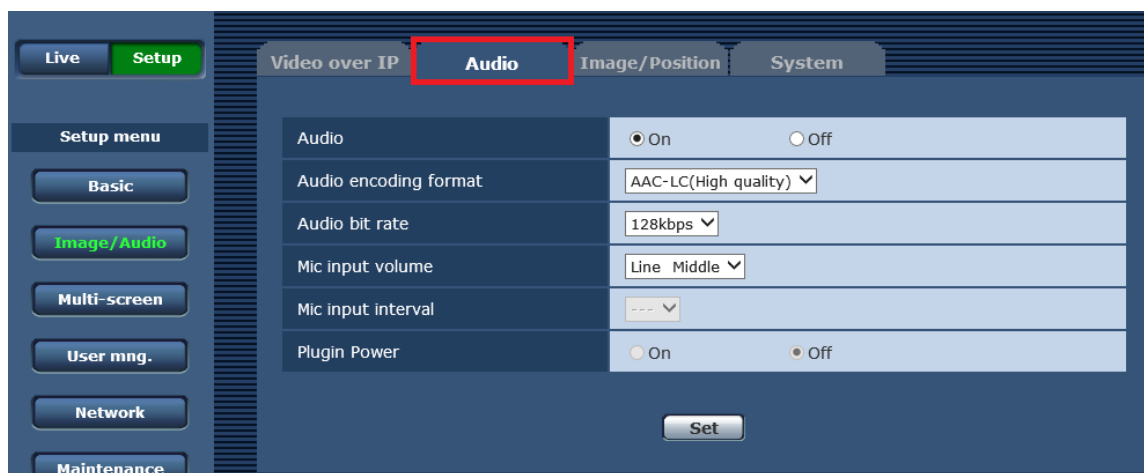 Live Setup
Video over IP Audio Image/Position System
Setup menu
Basic
Image/Audio
Multi-screen
User mng.
Network
Maintenance
Audio On Off
Audio encoding format AAC-LC(High quality)
Audio bit rate 128kbps
Mic input volume Line Middle
Mic input interval ---
Plugin Power On Off
Set